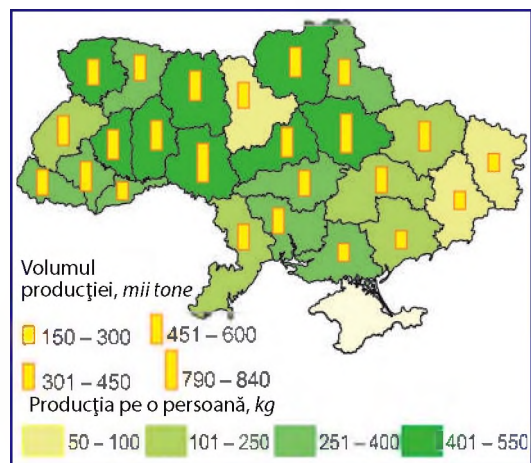 Volumul
producţiei, mii tone
150 – 300 451 – 600
301 – 450 790 – 840
Producţia pe o persoană, kg
50 – 100 101 – 250 251 – 400 401 – 550